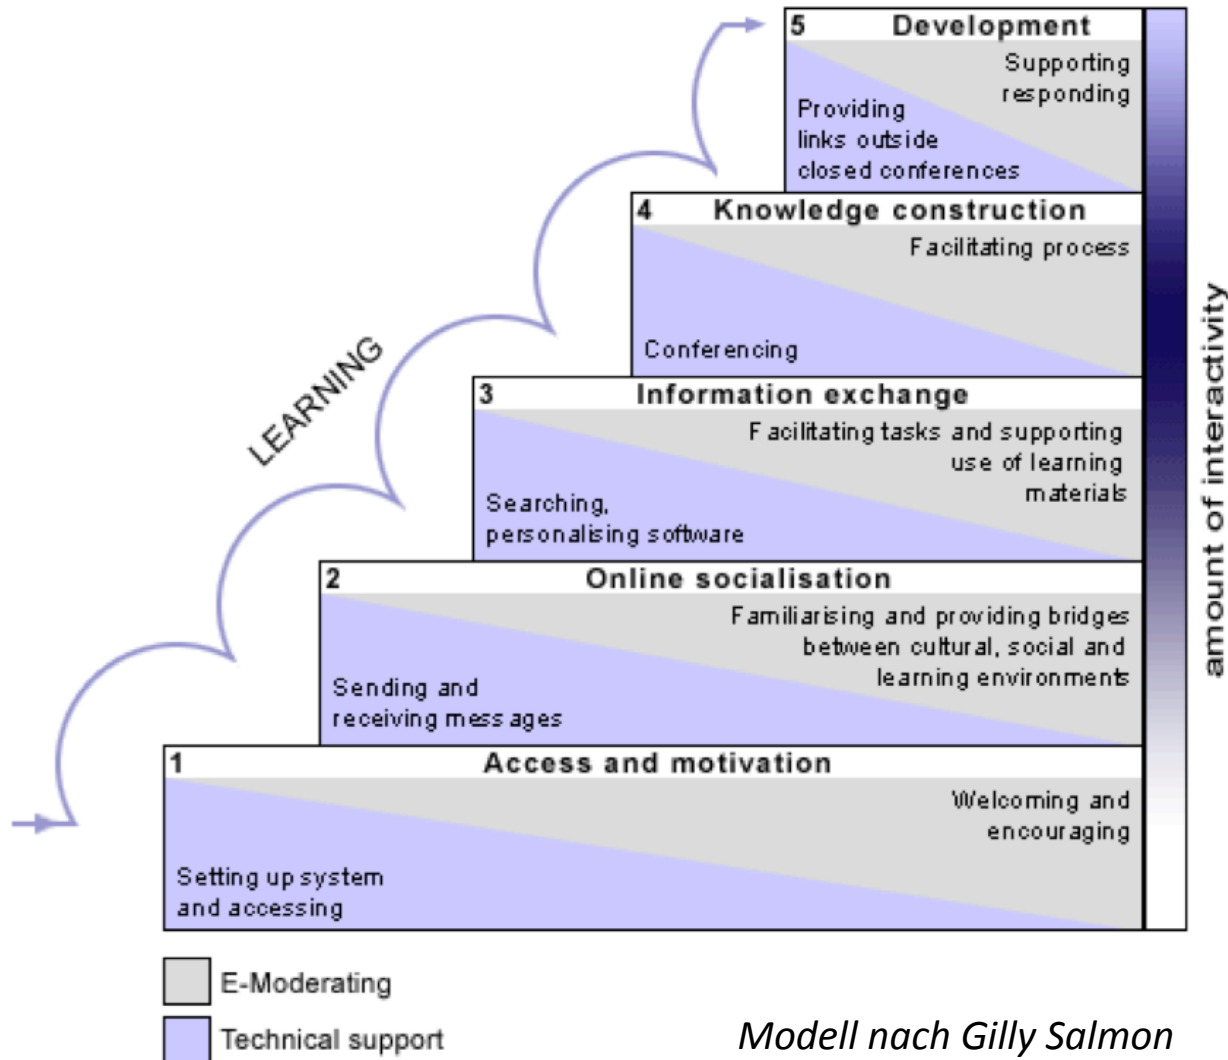 5 Development
Supporting
responding
Providing
links outside
closed conferences
4 Knowledge construction
Facilitating process
Conferencing
3 Information exchange
Facilitating tasks and supporting
use of learning
materials
Searching,
personalising software
2 Online socialisation
Familiarising and providing bridges
between cultural, social and
learning environments
Sending and
receiving messages
1 Access and motivation
Welcoming and
encouraging
Setting up system
and accessing
LEARNING
amount of interactivity
E-Moderating
Technical support
Modell nach Gilly Salmon